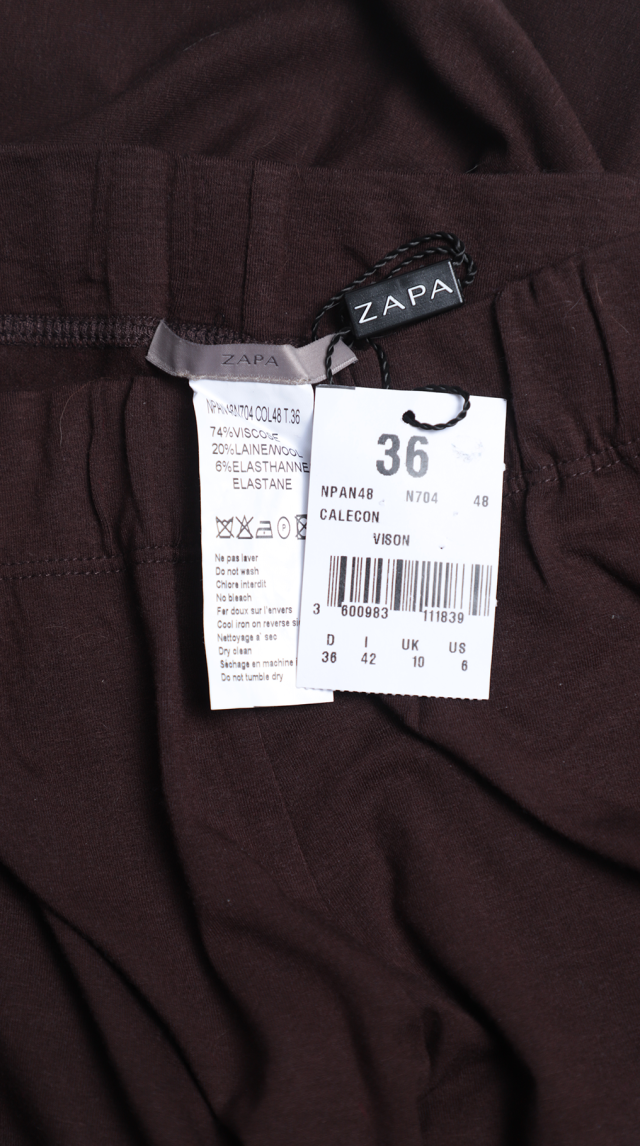 ZAPA
ZAPA
COL48 T.36
74%VISCOSE
20%LAINE/WOOL
6%ELASTHANNE
ELASTANE
P
Ne pas laver
Do not wash
Chlore interdit
No bleach
Fer doux sur l'envers
Cool iron on reverse
Nettoyage a' sec
Dry clean
Séchage en machine
Do not tumble dry
36
NPAN48 N704 48
CALECON
VISON
3 600983 111839
D I UK US
36 42 10 6